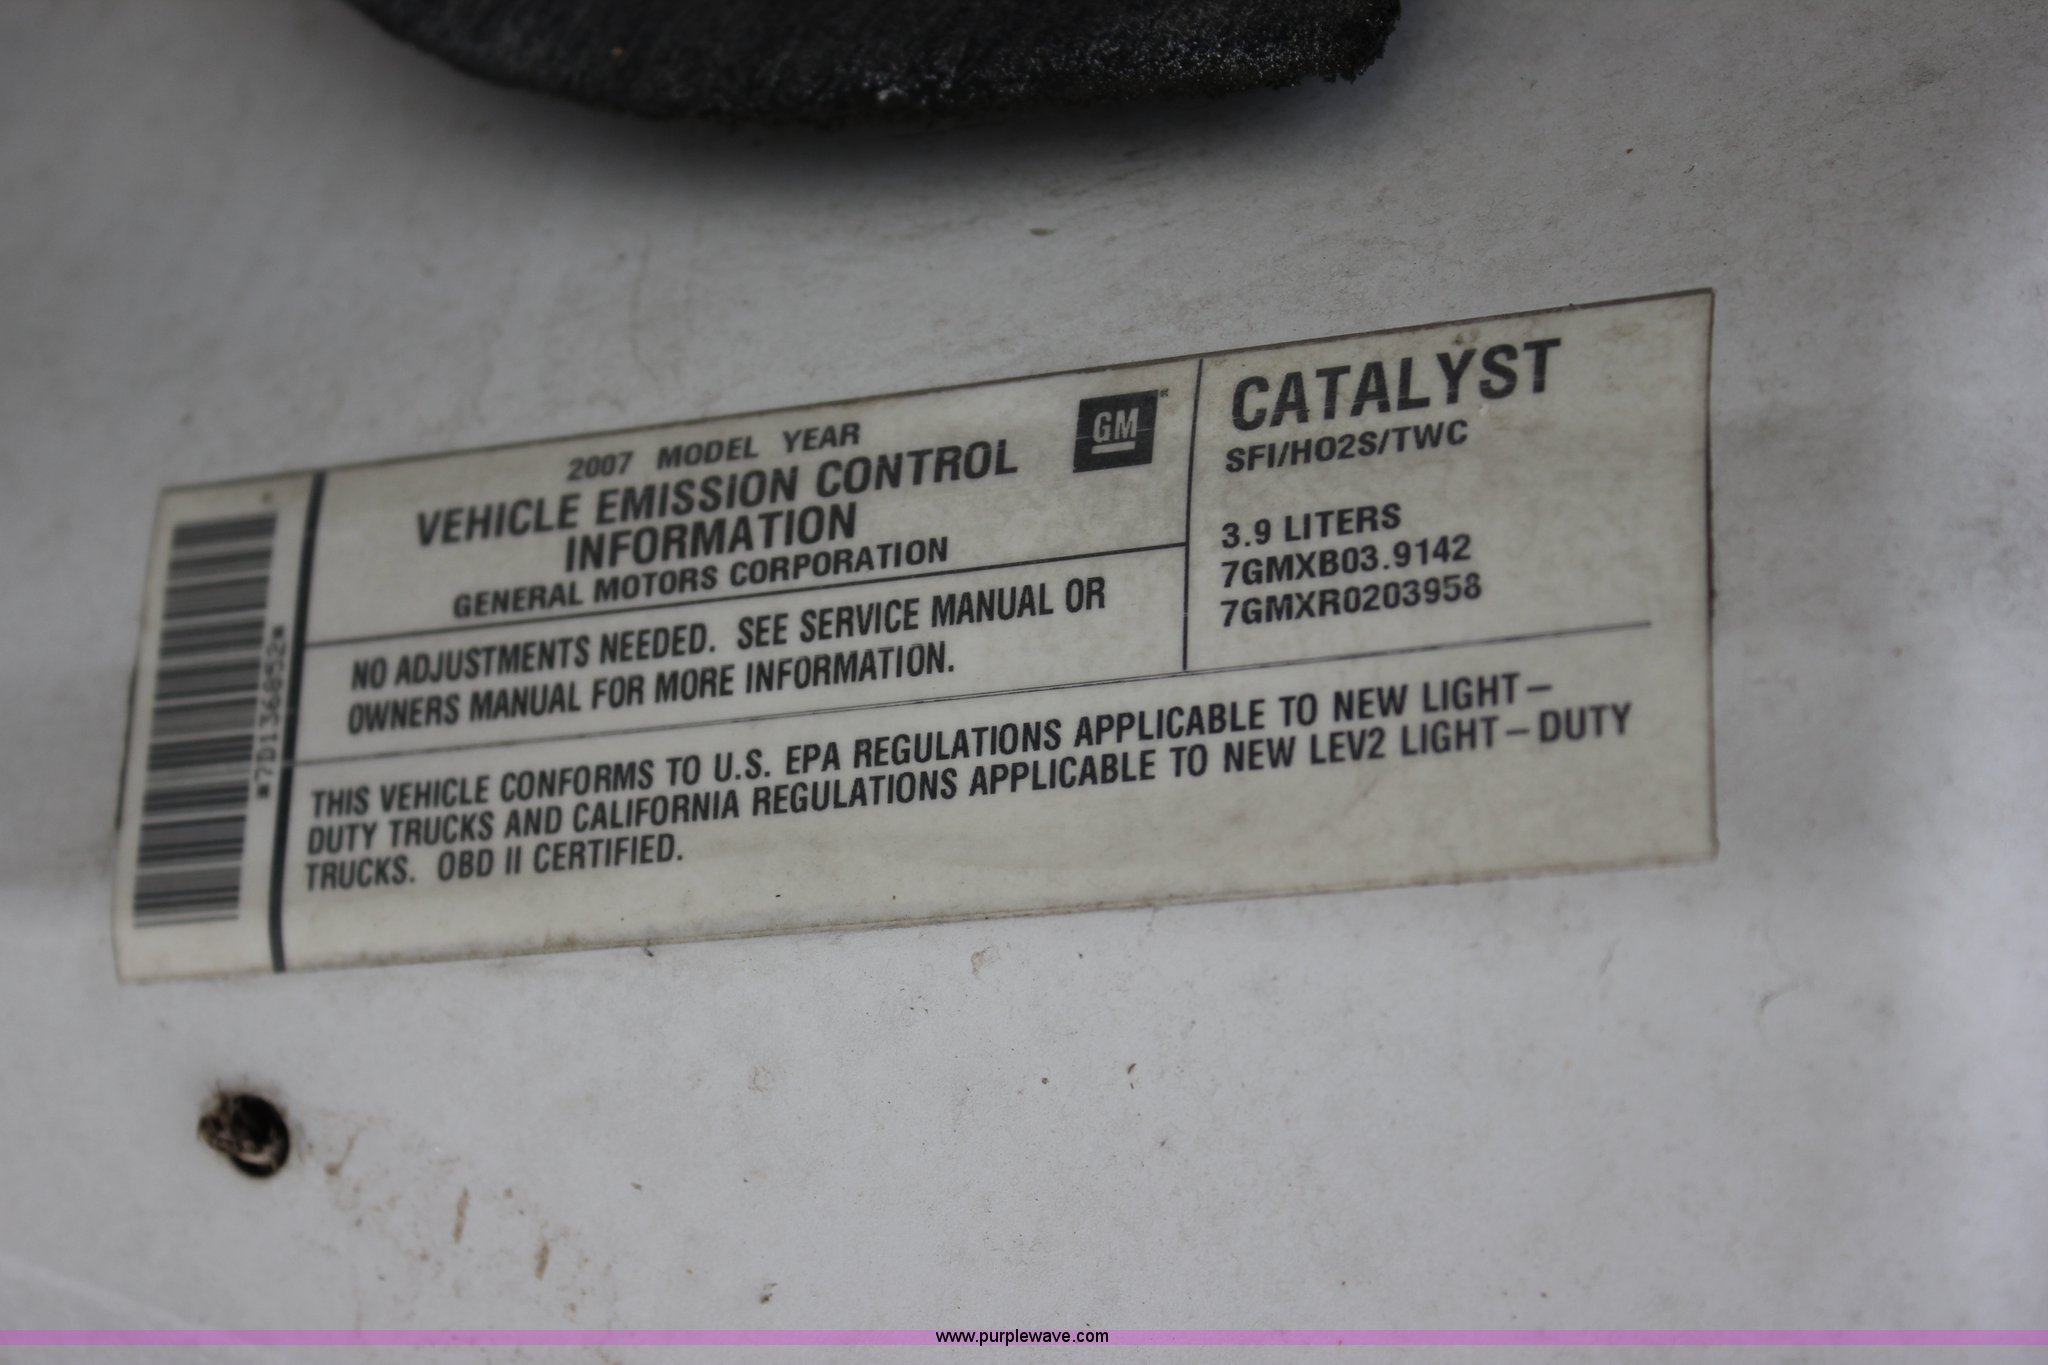 *7D136852*
2007 MODEL YEAR
VEHICLE EMISSION CONTROL
INFORMATION
GENERAL MOTORS CORPORATION
GM®
NO ADJUSTMENTS NEEDED. SEE SERVICE MANUAL OR
OWNERS MANUAL FOR MORE INFORMATION.
CATALYST
SFI/HO2S/TWC
3.9 LITERS
7GMXB03.9142
7GMXR0203958
THIS VEHICLE CONFORMS TO U.S. EPA REGULATIONS APPLICABLE TO NEW LIGHT-
DUTY TRUCKS AND CALIFORNIA REGULATIONS APPLICABLE TO NEW LEV2 LIGHT-DUTY
TRUCKS. OBD II CERTIFIED.
www.purplewave.com